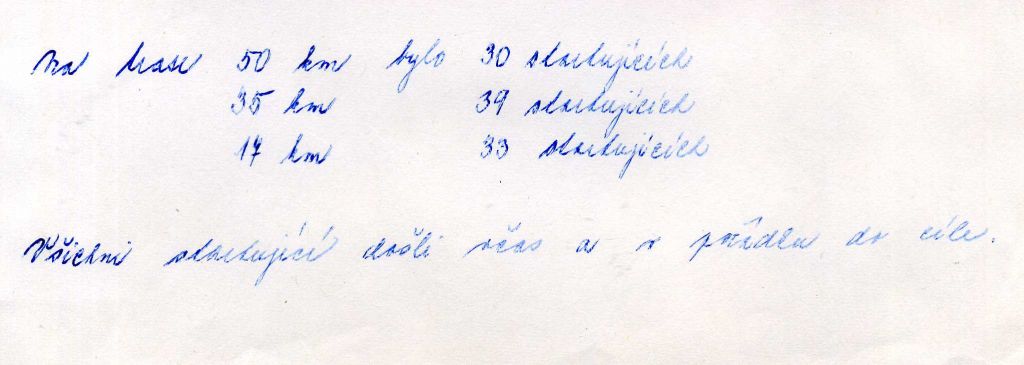 Na trase 50 km bylo 30 startujících
35 km 39 startujících
17 km 33 startujících
Všichni startující došli včas a v pořádku do cíle.